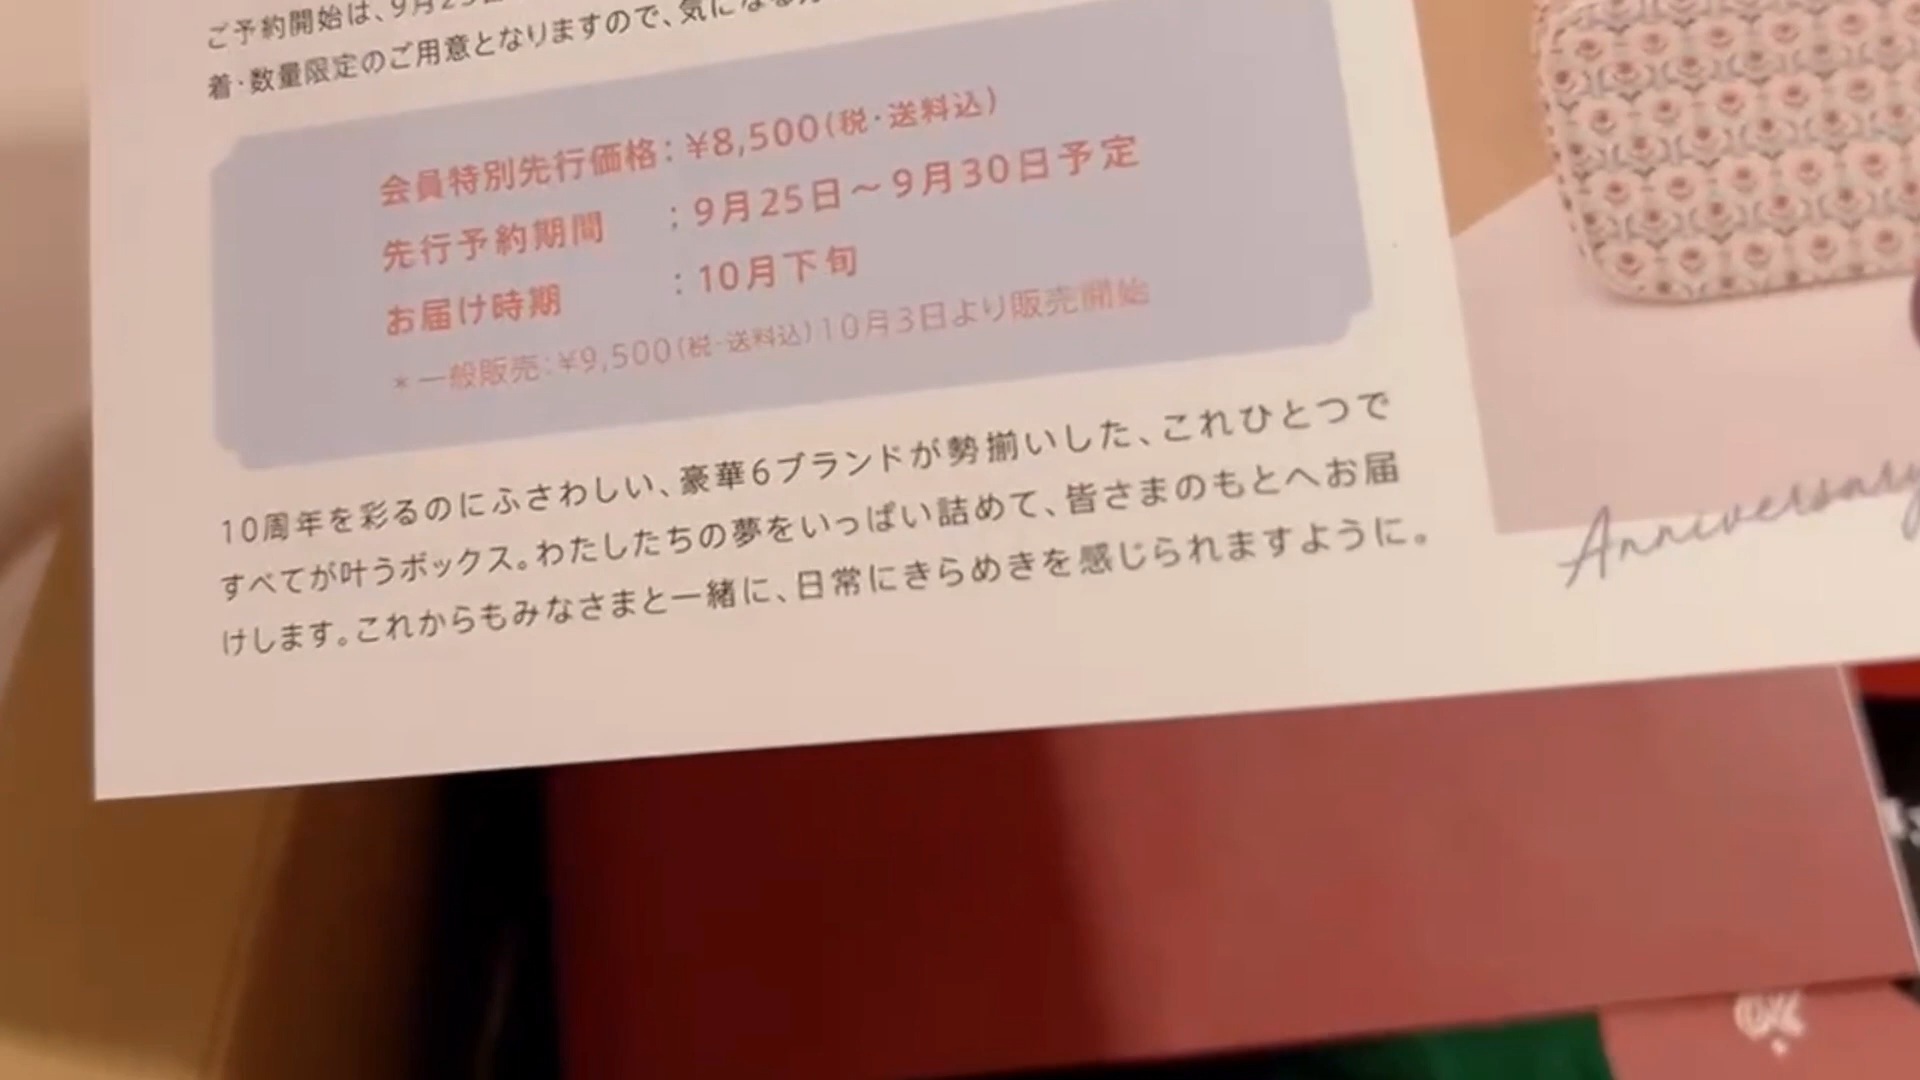 ご予約開始は、9月25日
着・数量限定のご用意となりますので、気になる
会員特別先行価格：¥8,500(税・送料込)
先行予約期間：9月25日～9月30日予定
お届け時期：10月下旬
*一般販売：¥9,500(税・送料込)10月3日より販売開始
10周年を彩るのにふさわしい、豪華6ブランドが勢揃いした、これひとつで
すべてが叶うボックス。わたしたちの夢をいっぱい詰めて、皆さまのもとへお届
けします。これからもみなさまと一緒に、日常にきらめきを感じられますように。
Anniversary